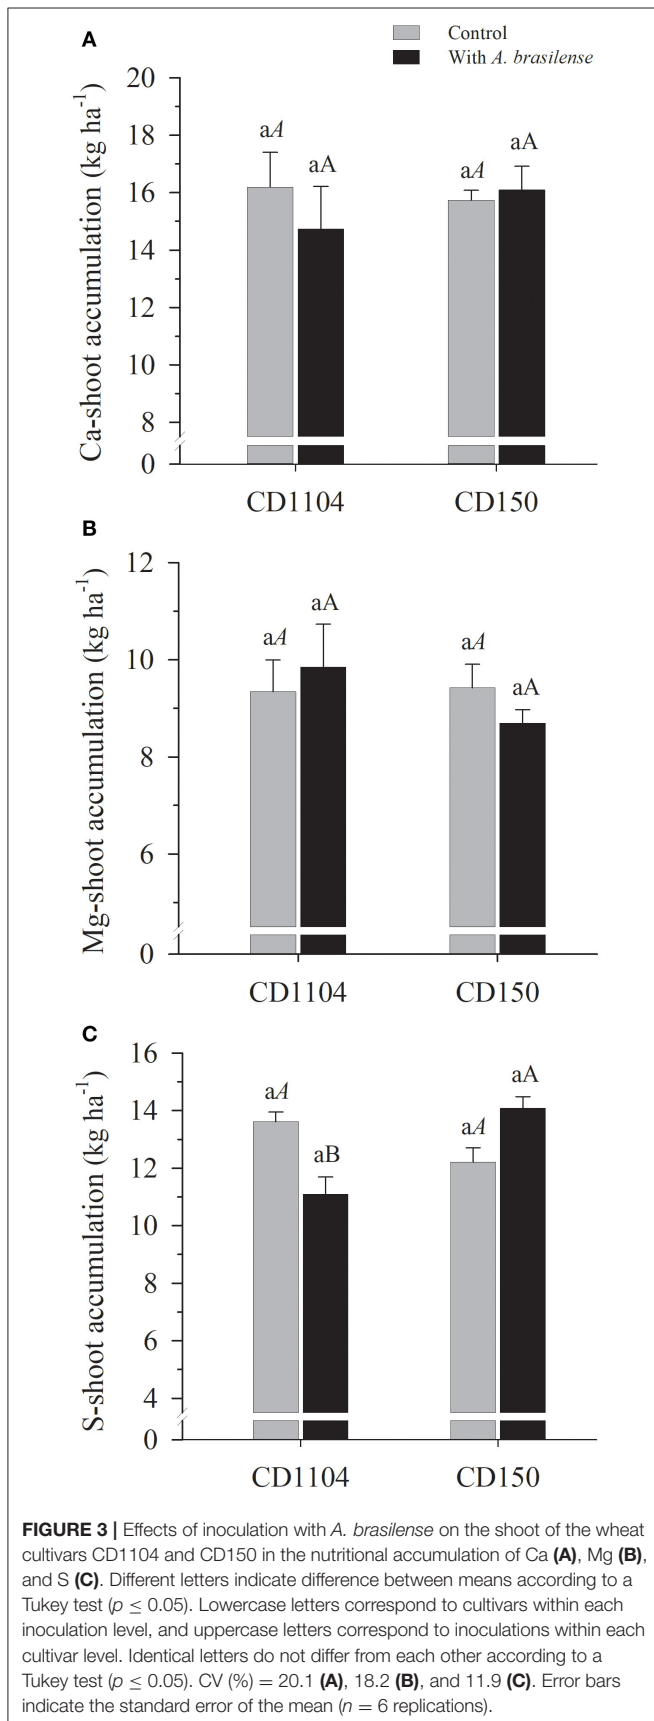 A
Control
With A. brasilense
20
18
16
14
12
10
8
0
Ca-shoot accumulation (kg ha⁻¹)
aA
aA
aA
aA
CD1104
CD150
B
12
10
8
6
0
Mg-shoot accumulation (kg ha⁻¹)
aA
aA
aA
aA
CD1104
CD150
C
16
14
12
10
8
6
4
0
S-shoot accumulation (kg ha⁻¹)
aA
aB
aA
aA
CD1104
CD150
FIGURE 3 | Effects of inoculation with A. brasilense on the shoot of the wheat
cultivars CD1104 and CD150 in the nutritional accumulation of Ca (A), Mg (B),
and S (C). Different letters indicate difference between means according to a
Tukey test (p ≤ 0.05). Lowercase letters correspond to cultivars within each
inoculation level, and uppercase letters correspond to inoculations within each
cultivar level. Identical letters do not differ from each other according to a
Tukey test (p ≤ 0.05). CV (%) = 20.1 (A), 18.2 (B), and 11.9 (C). Error bars
indicate the standard error of the mean (n = 6 replications).